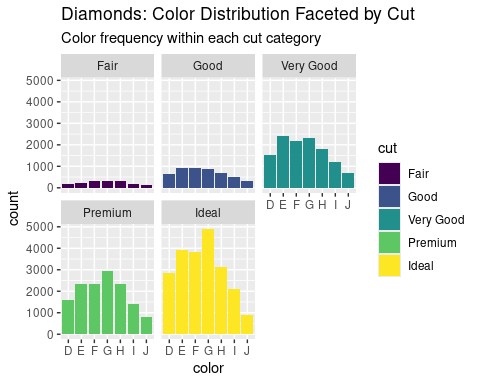 Diamonds: Color Distribution Faceted by Cut
Color frequency within each cut category
Fair
Good
Very Good
5000
4000
3000
2000
1000
0
D E F G H I J
Premium
Ideal
5000
4000
3000
2000
1000
0
D E F G H I J
D E F G H I J
color
count
cut
Fair
Good
Very Good
Premium
Ideal